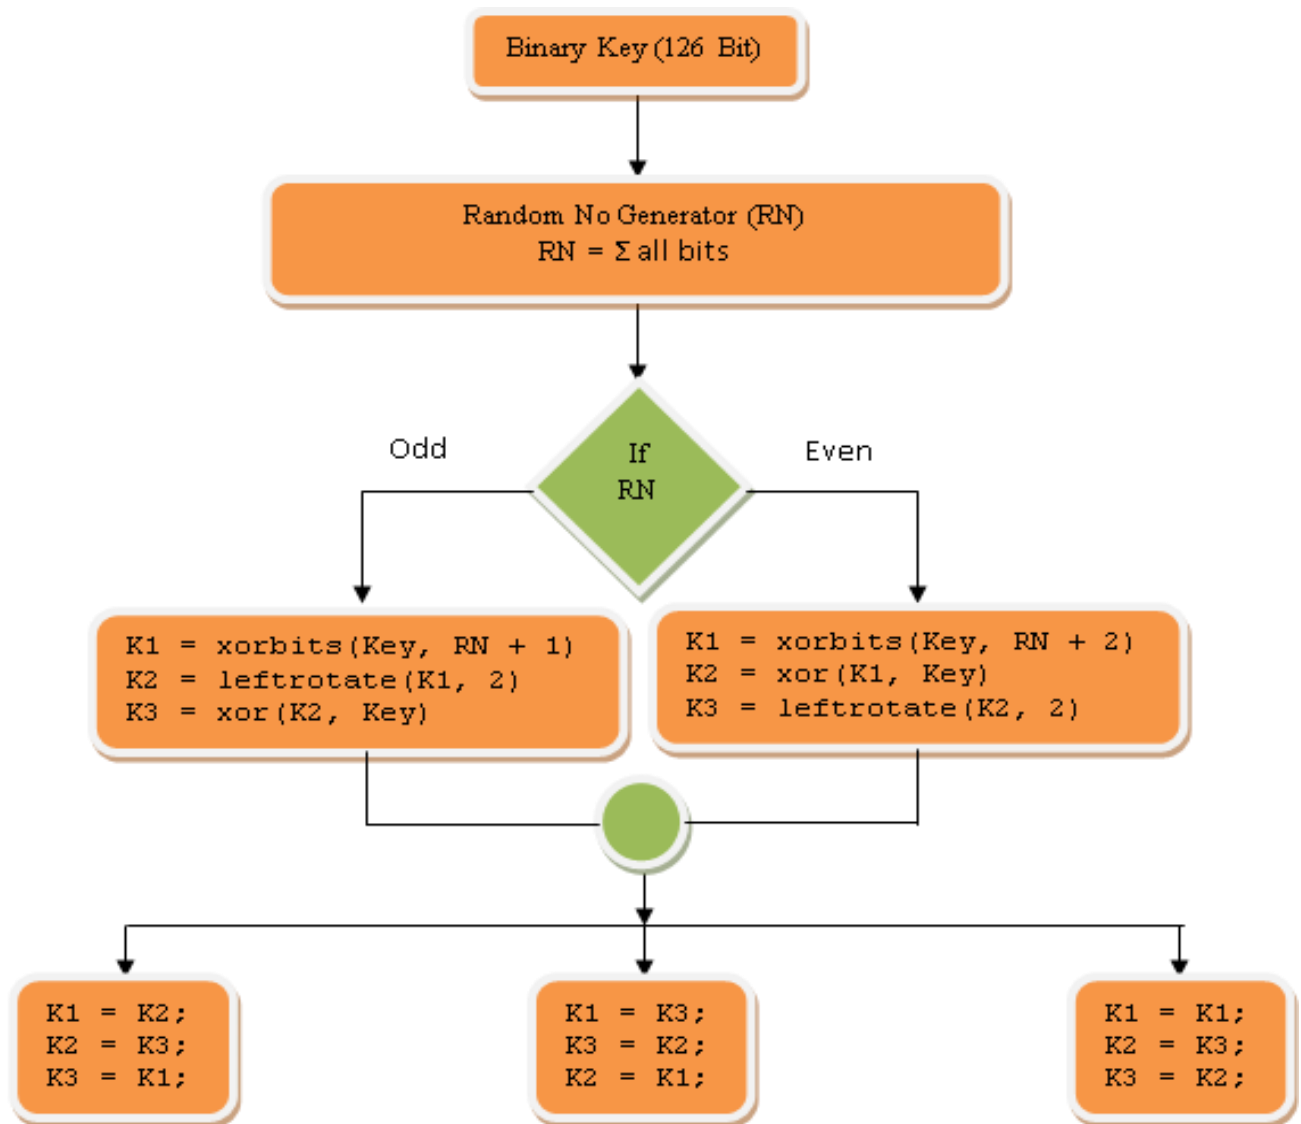 Binary Key (126 Bit)
Random No Generator (RN)
RN = Σ all bits
If
RN
Odd
Even
K1 = xorbits(Key, RN + 1)
K2 = leftrotate(K1, 2)
K3 = xor(K2, Key)
K1 = xorbits(Key, RN + 2)
K2 = xor(K1, Key)
K3 = leftrotate(K2, 2)
K1 = K2;
K2 = K3;
K3 = K1;
K1 = K3;
K3 = K2;
K2 = K1;
K1 = K1;
K2 = K3;
K3 = K2;